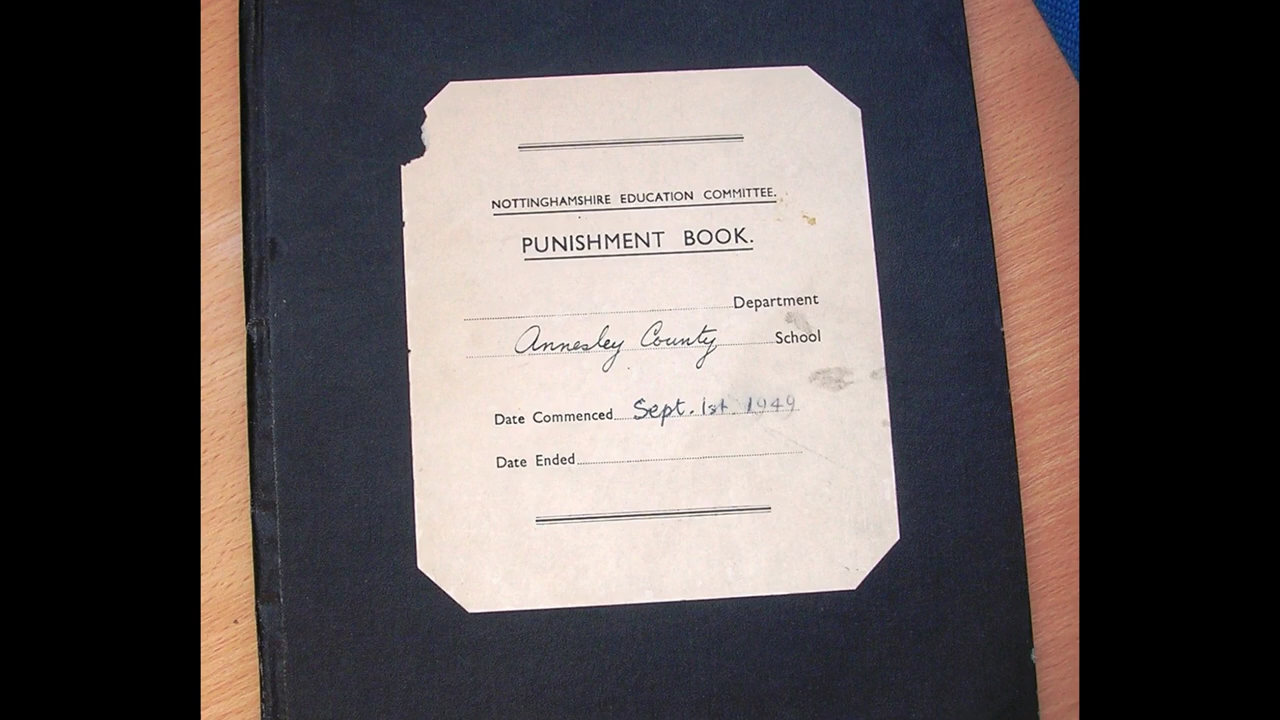 NOTTINGHAMSHIRE EDUCATION COMMITTEE.
PUNISHMENT BOOK.
Department
Annesley County School
Date Commenced Sept. 1st. 1949
Date Ended